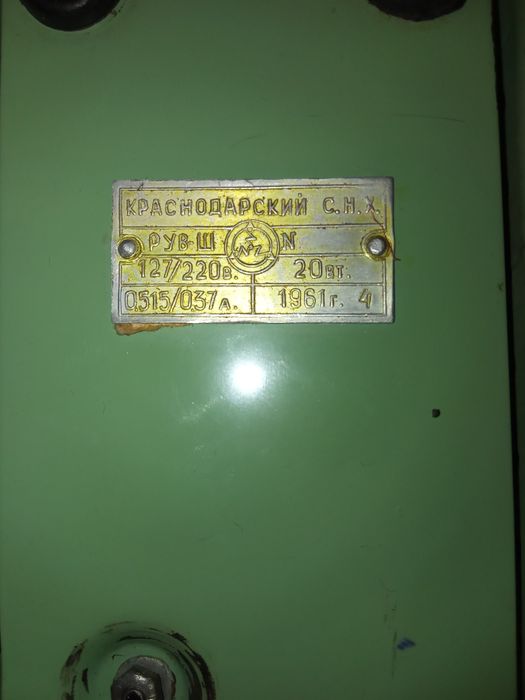 КРАСНОДАРСКИЙ С.Н.Х.
РУВ-Щ N
127/220в. 20вт.
0.515/0.37а. 1961г. 4